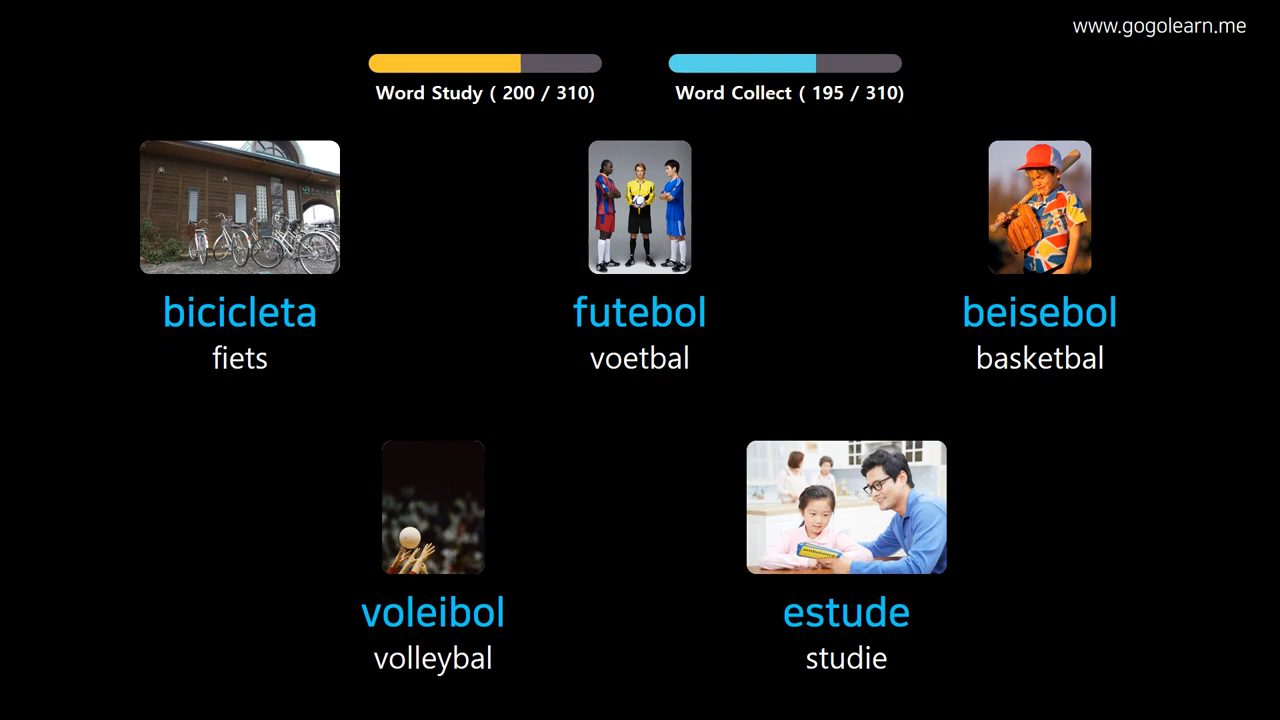 www.gogolearn.me
Word Study ( 200 / 310)
Word Collect ( 195 / 310)
bicicleta
fiets
futebol
voetbal
beisebol
basketbal
ambulance
voleibol
volleybal
estude
studie